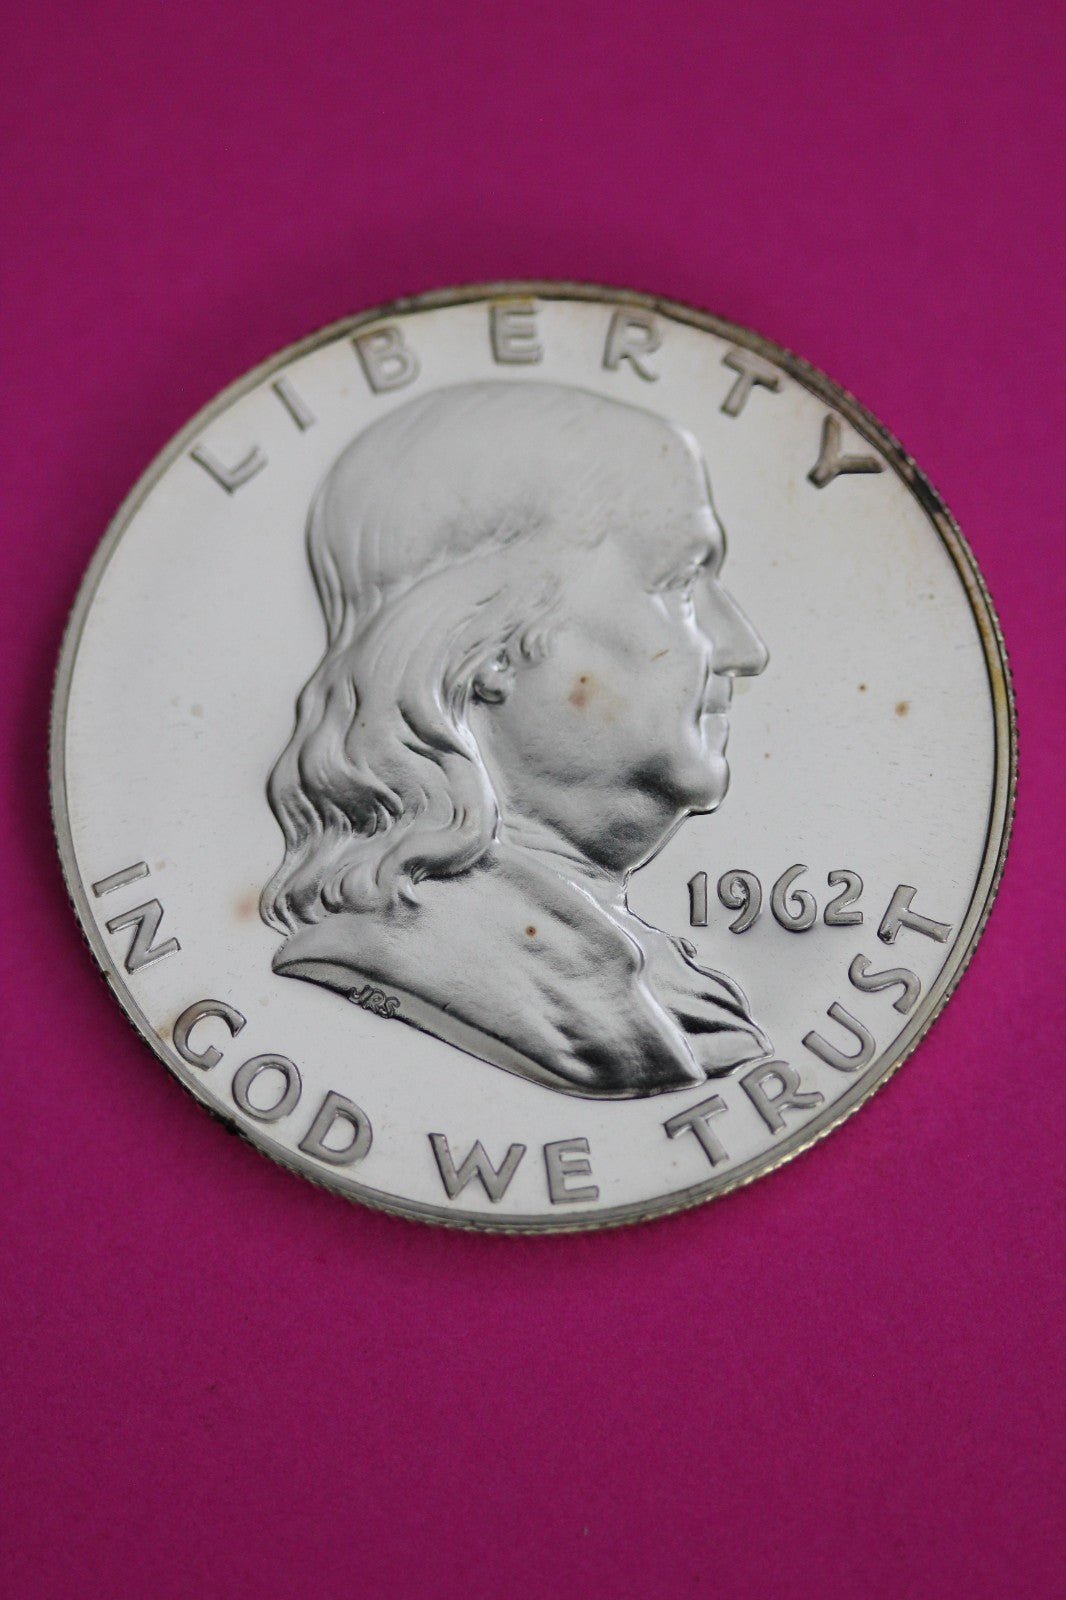 LIBERTY
1962
JRS
IN GOD WE TRUST